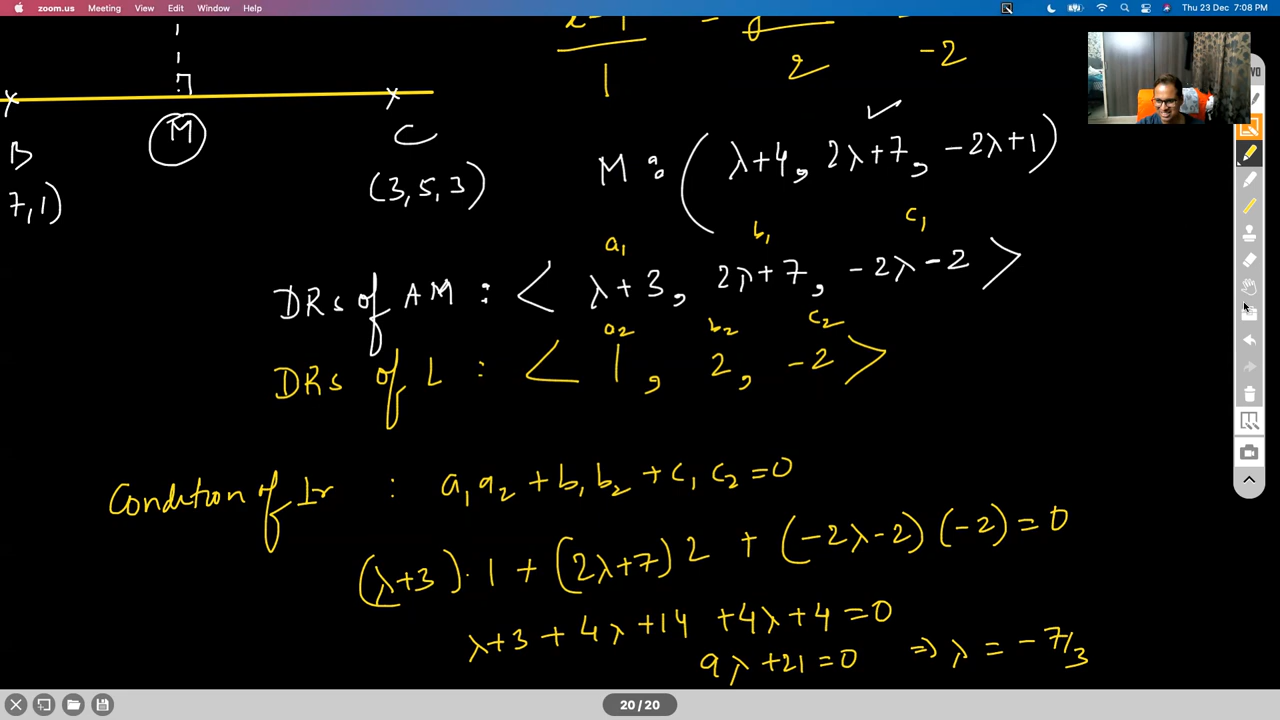 zoom.us Meeting View Edit Window Help
Thu 23 Dec 7:08 PM
1 2 -2
B M C
7,1) (3,5,3)
M : (λ+4, 2λ+7, -2λ+1)
a₁ b₁ c₁
DRs of AM : < λ+3, 2λ+7, -2λ-2 >
a₂ b₂ c₂
DRs of L : < 1, 2, -2 >
Condition of ⊥r : a₁a₂ + b₁b₂ + c₁c₂ = 0
(λ+3)·1 + (2λ+7)2 + (-2λ-2)(-2) = 0
λ+3 + 4λ+14 +4λ+4 = 0
9λ+21=0 ⇒ λ = -7/3
20 / 20